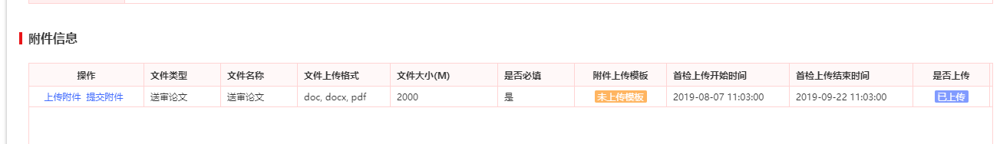 附件信息
操作 文件类型 文件名称 文件上传格式 文件大小(M) 是否必填 附件上传模板 首检上传开始时间 首检上传结束时间 是否上传
上传附件 提交附件 送审论文 送审论文 doc, docx, pdf 2000 是 未上传模板 2019-08-07 11:03:00 2019-09-22 11:03:00 已上传